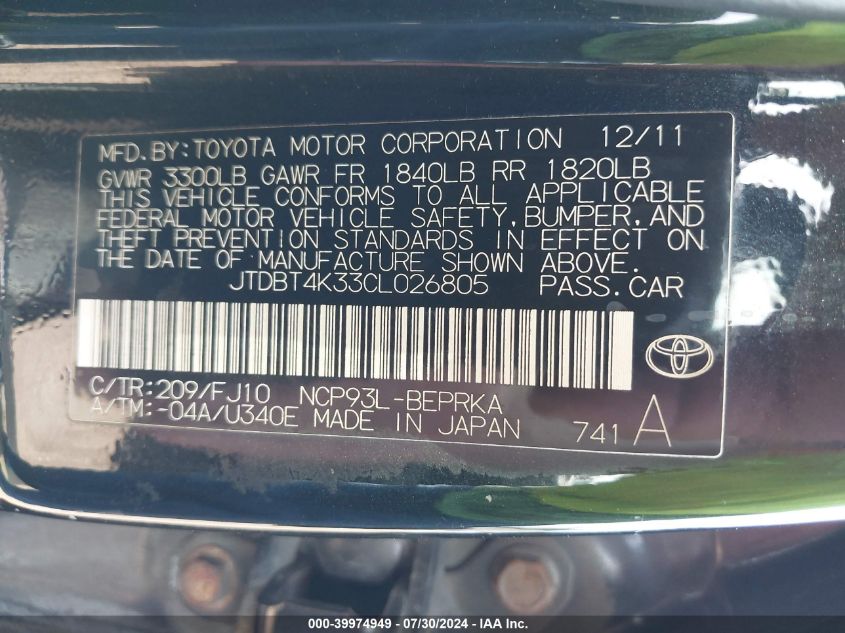 MFD.BY:TOYOTA MOTOR CORPORATION 12/11
GVWR 3300LB GAWR FR 1840LB RR 1820LB
THIS VEHICLE CONFORMS TO ALL APPLICABLE
FEDERAL MOTOR VEHICLE SAFETY,BUMPER,AND
THEFT PREVENTION STANDARDS IN EFFECT ON
THE DATE OF MANUFACTURE SHOWN ABOVE.
JTDBT4K33CL026805 PASS.CAR
C/TR:209/FJ10 NCP93L-BEPRKA
A/TM:-04A/U340E MADE IN JAPAN 741A
000-39974949 / 07/30/2024 - IAA Inc.